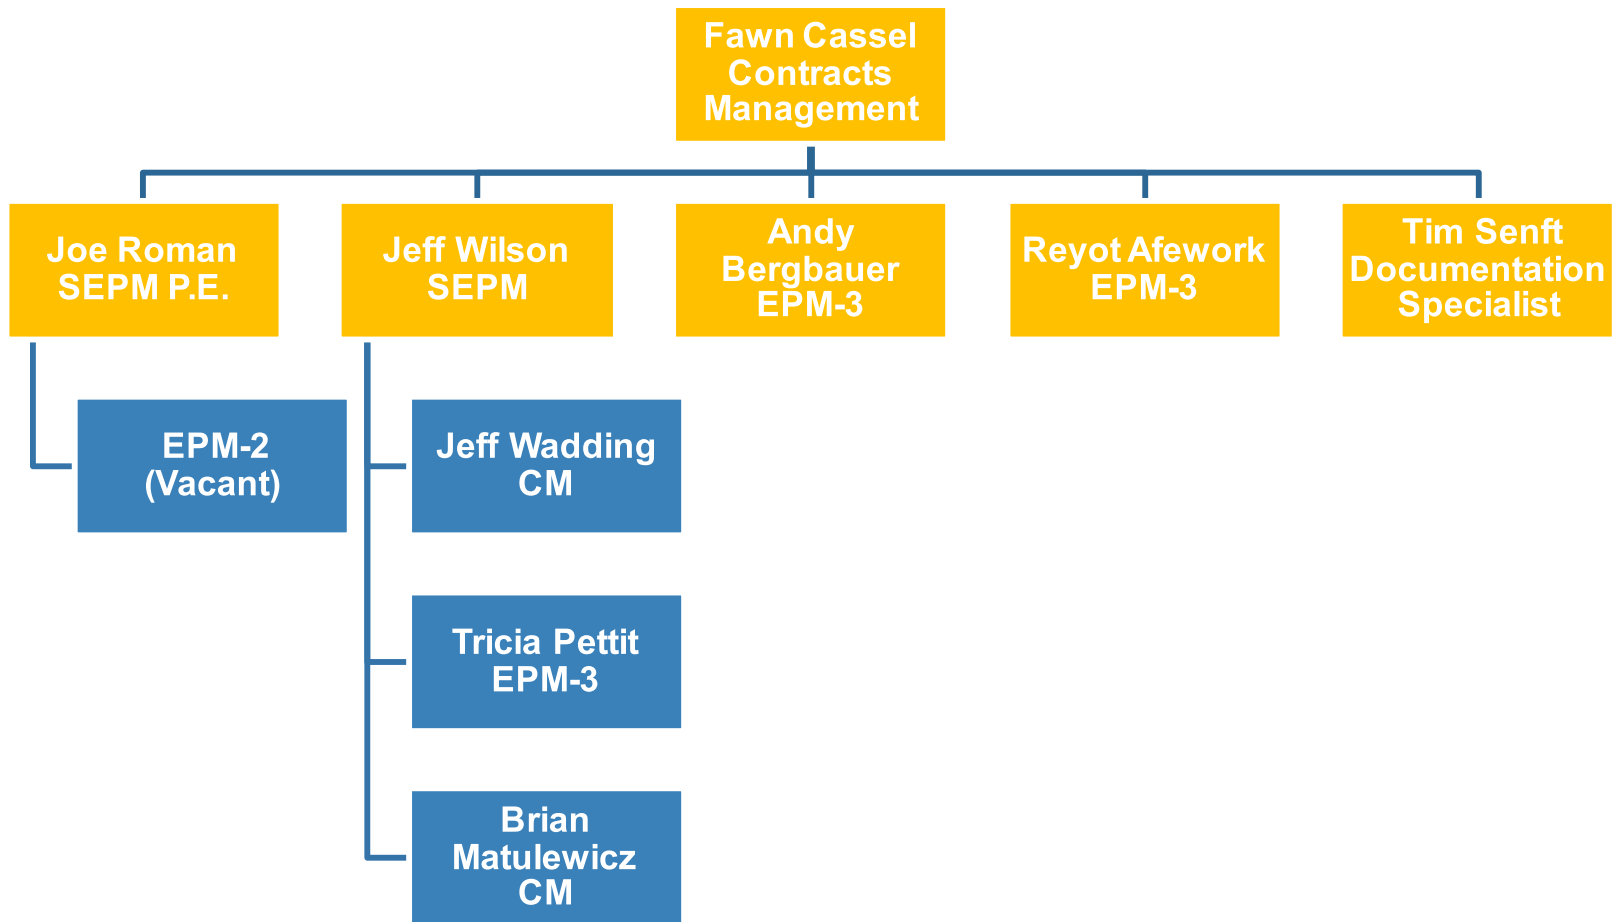 Fawn Cassel
Contracts
Management
Joe Roman
SEPM P.E.
Jeff Wilson
SEPM
Andy
Bergbauer
EPM-3
Reyot Afework
EPM-3
Tim Senft
Documentation
Specialist
EPM-2
(Vacant)
Jeff Wadding
CM
Tricia Pettit
EPM-3
Brian
Matulewicz
CM